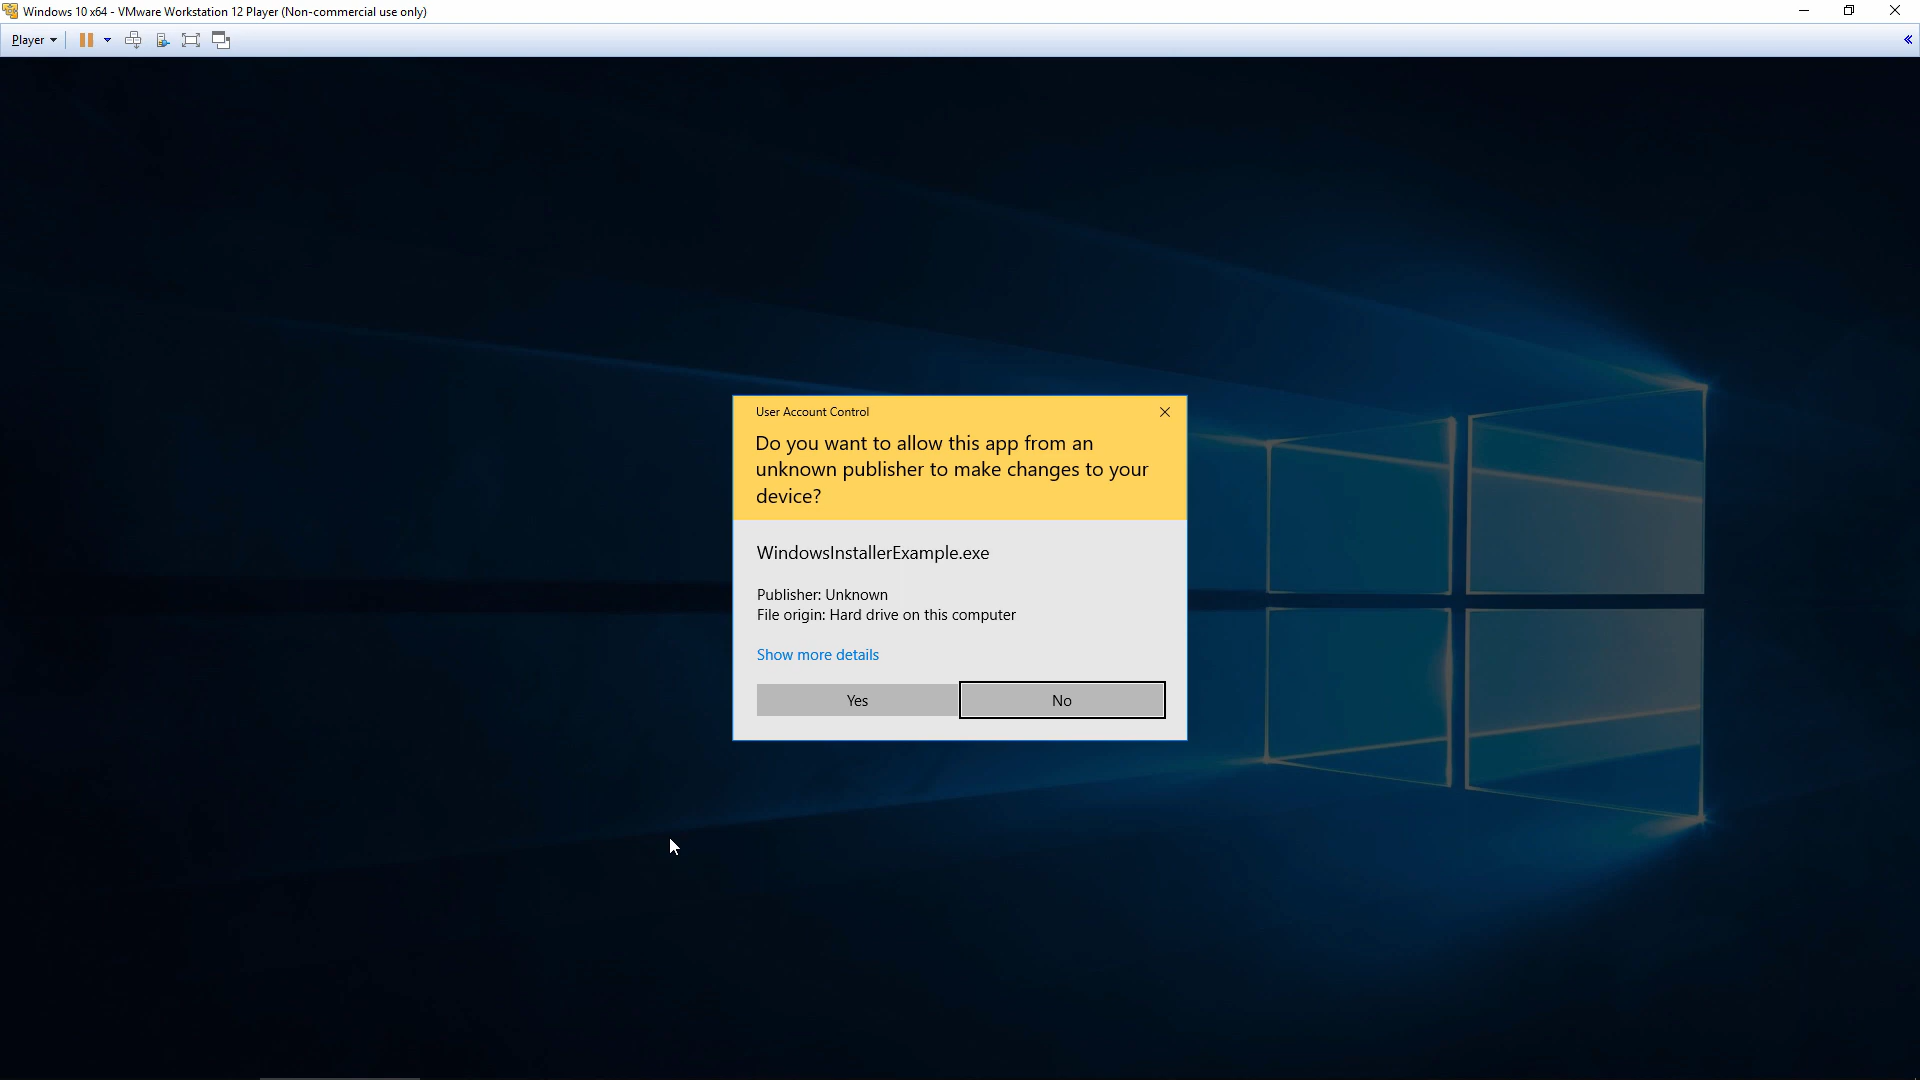 Windows 10 x64 - VMware Workstation 12 Player (Non-commercial use only)
Player
User Account Control
Do you want to allow this app from an
unknown publisher to make changes to your
device?
WindowsInstallerExample.exe
Publisher: Unknown
File origin: Hard drive on this computer
Show more details
Yes
No